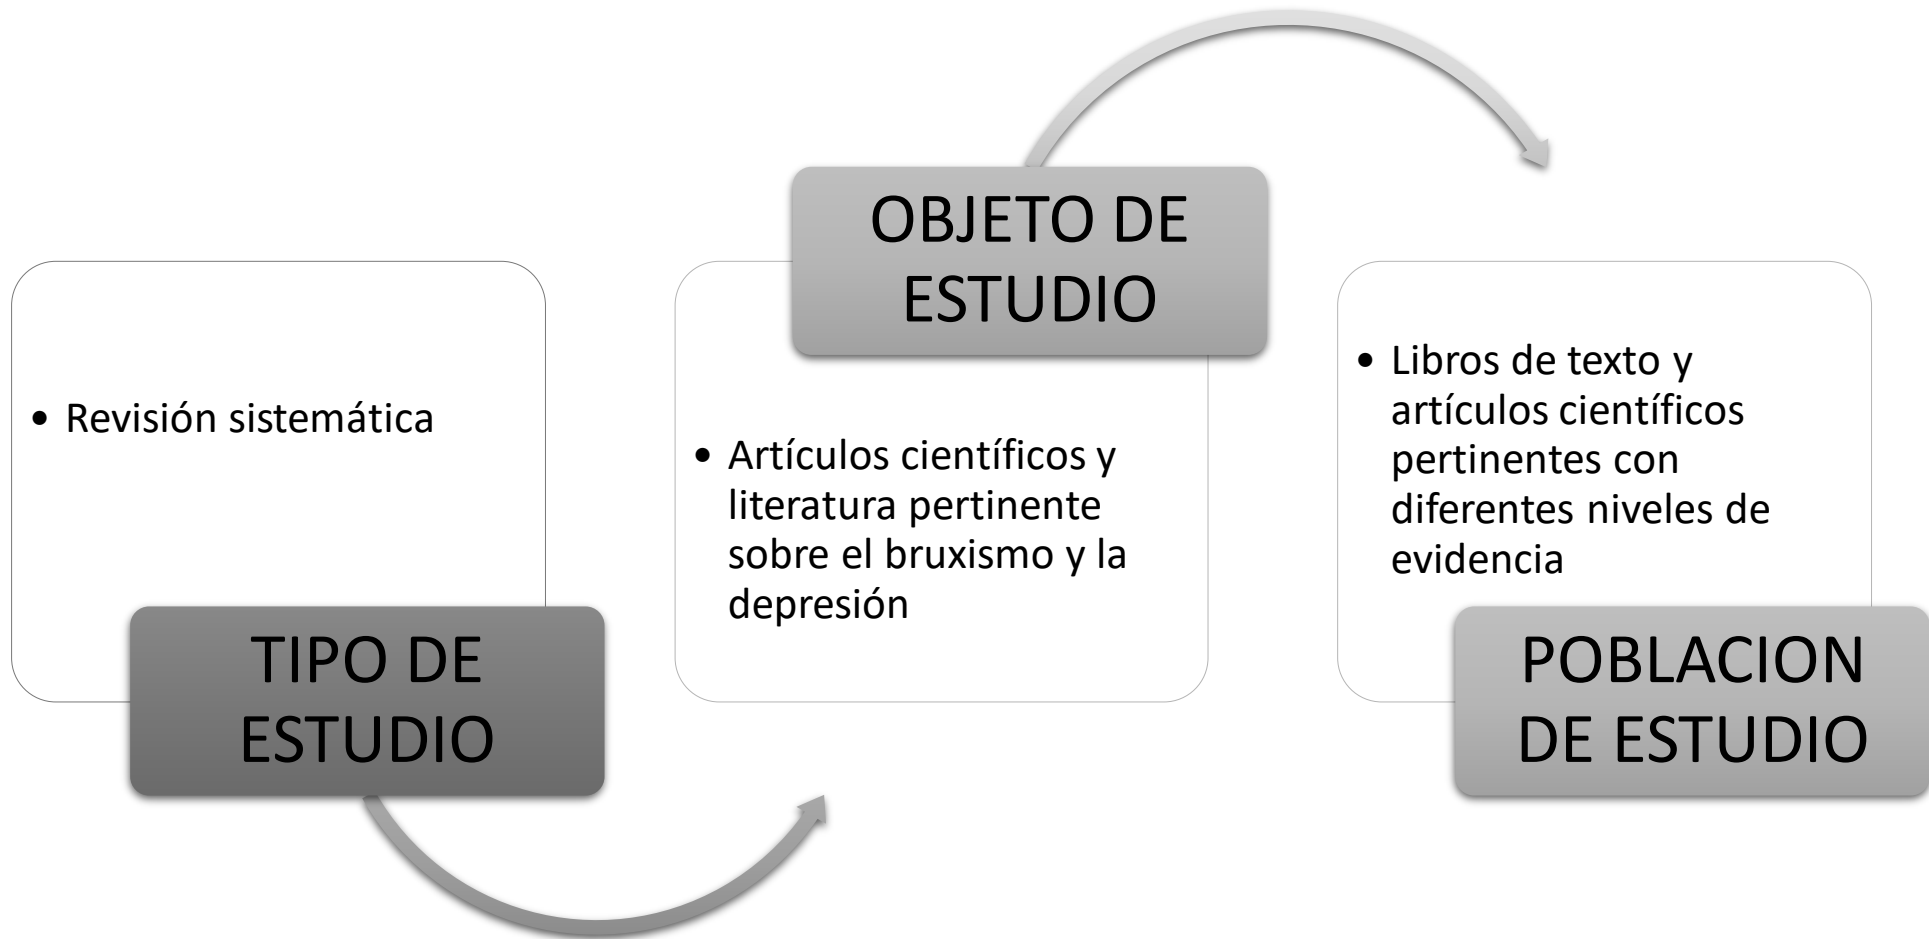 • Revisión sistemática
TIPO DE
ESTUDIO
OBJETO DE
ESTUDIO
• Artículos científicos y
literatura pertinente
sobre el bruxismo y la
depresión
• Libros de texto y
artículos científicos
pertinentes con
diferentes niveles de
evidencia
POBLACION
DE ESTUDIO